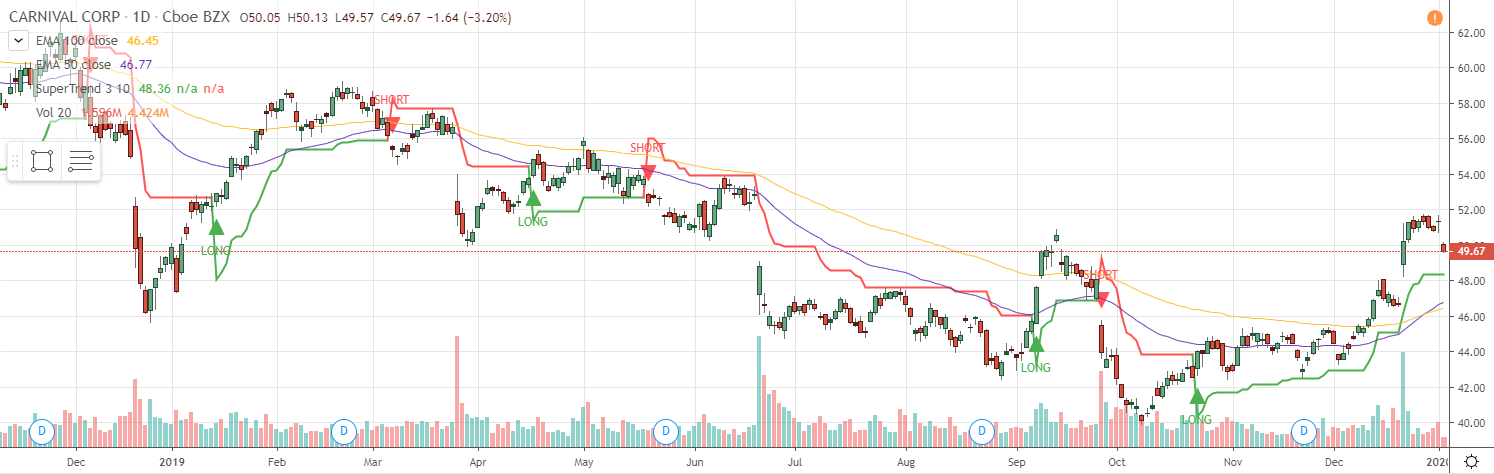 CARNIVAL CORP · 1D · Cboe BZX O50.05 H50.13 L49.57 C49.67 −1.64 (−3.20%)
EMA 100 close 46.45
EMA 50 close 46.77
SuperTrend 3 10 48.36 n/a n/a
Vol 20 1.596M 4.424M
SHORT
SHORT
SHORT
SHORT
LONG
LONG
LONG
LONG
62.00
60.00
58.00
56.00
54.00
52.00
49.67
48.00
46.00
44.00
42.00
40.00
D
D
D
D
D
Dec 2019 Feb Mar Apr May Jun Jul Aug Sep Oct Nov Dec 2020